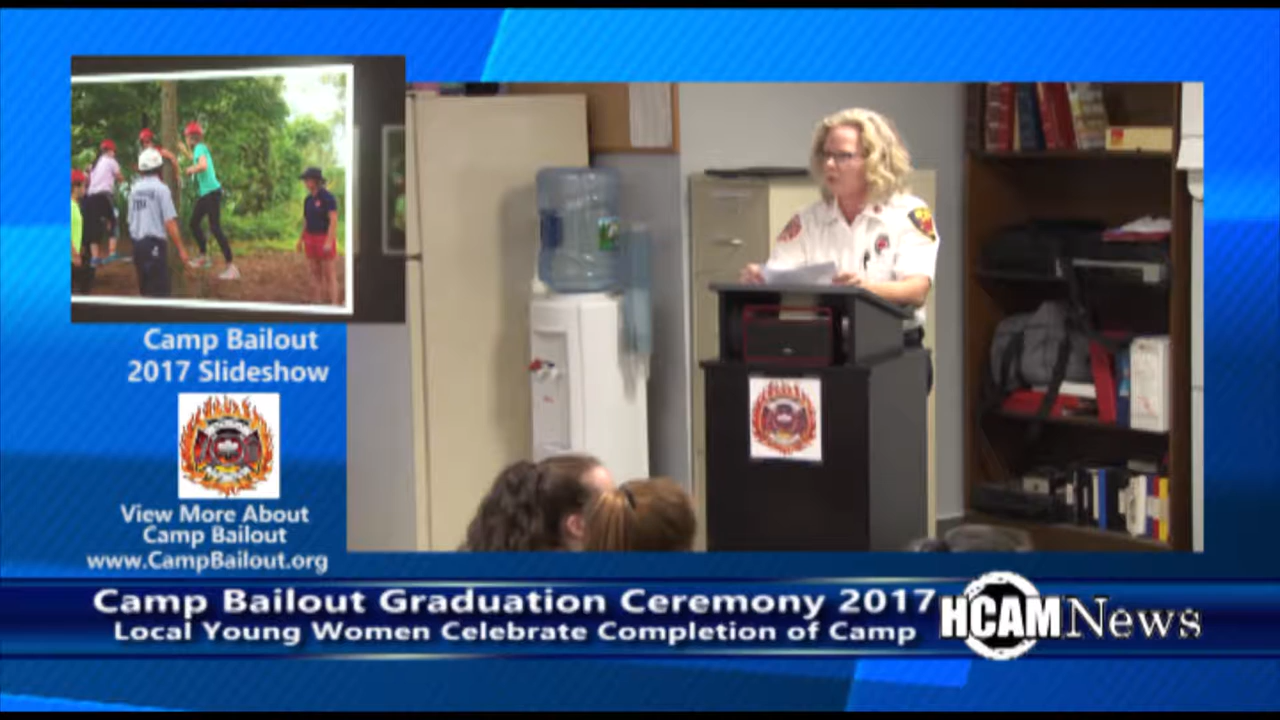 Camp Bailout
2017 Slideshow
View More About
Camp Bailout
www.CampBailout.org
Camp Bailout Graduation Ceremony 2017
Local Young Women Celebrate Completion of Camp
HCAM News